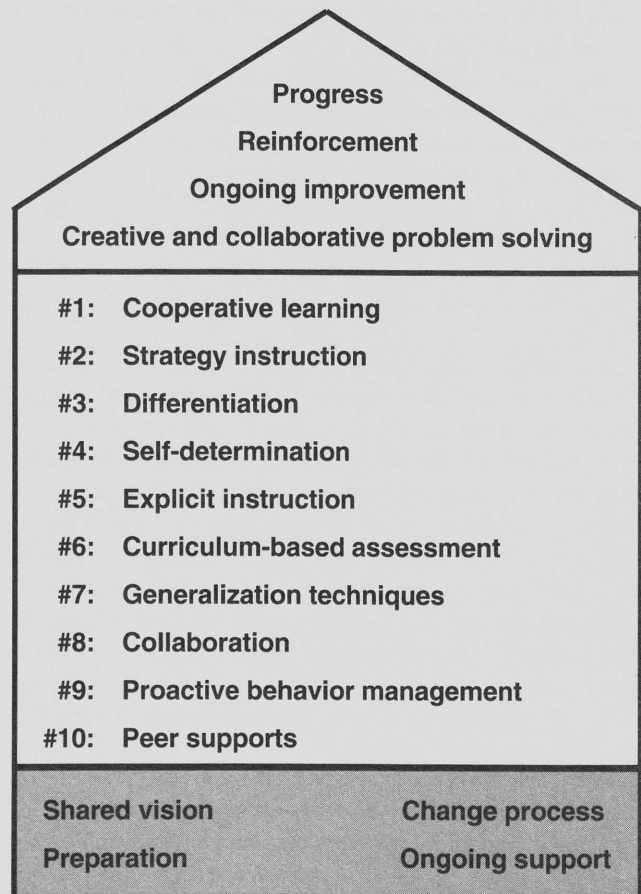 Progress
Reinforcement
Ongoing improvement
Creative and collaborative problem solving
#1: Cooperative learning
#2: Strategy instruction
#3: Differentiation
#4: Self-determination
#5: Explicit instruction
#6: Curriculum-based assessment
#7: Generalization techniques
#8: Collaboration
#9: Proactive behavior management
#10: Peer supports
Shared vision Change process
Preparation Ongoing support